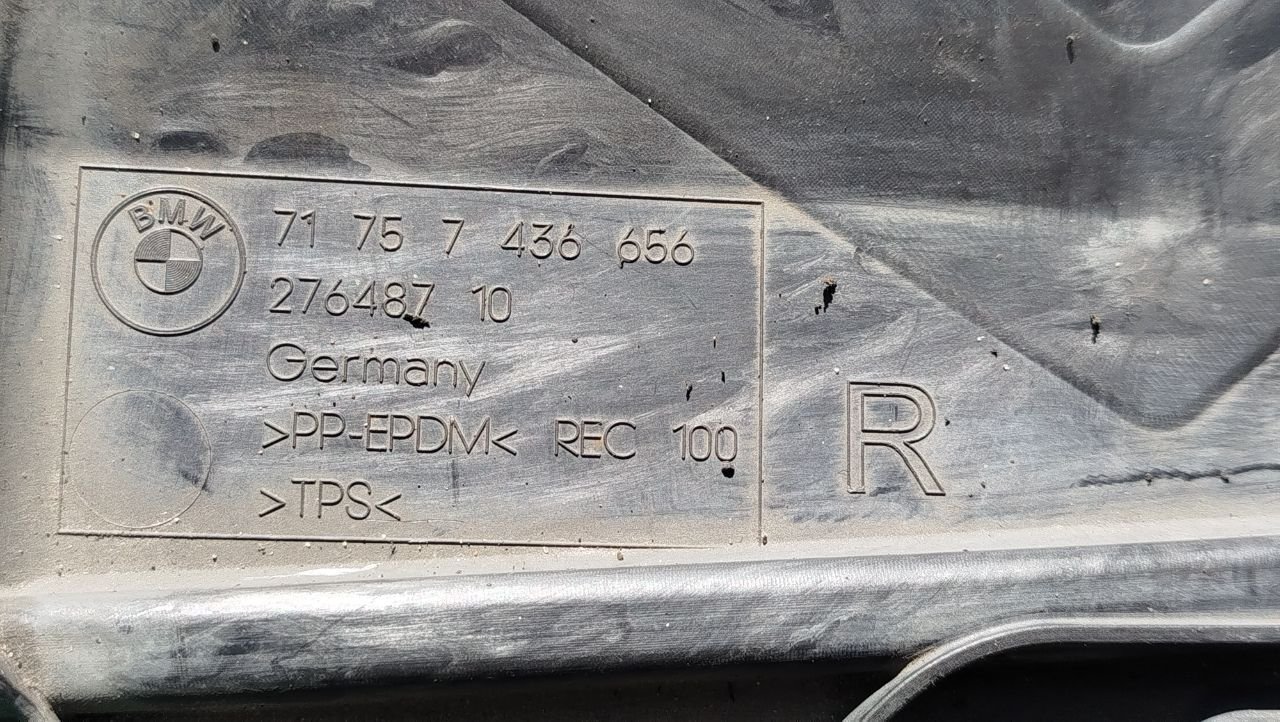 BMW
71 75 7 436 656
276487 10
Germany
>PP-EPDM< REC 100
>TPS<
R